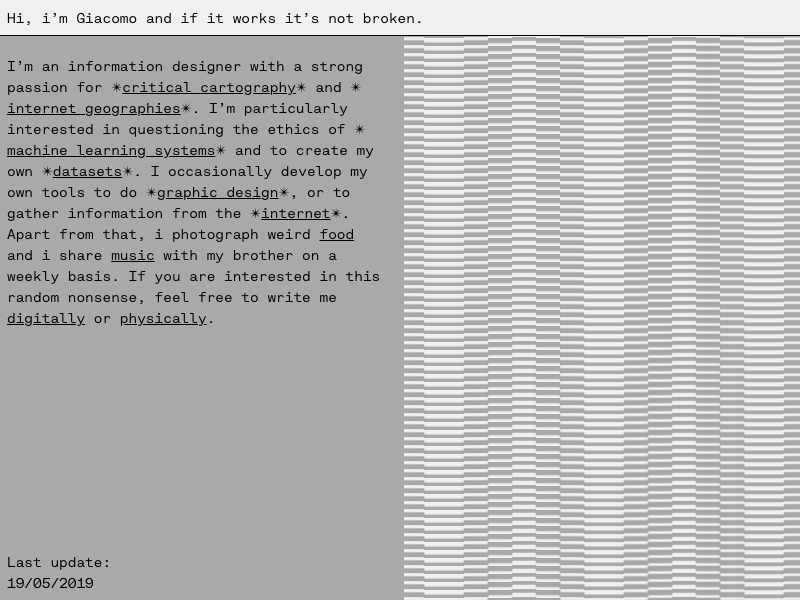 Hi, i’m Giacomo and if it works it’s not broken.
I’m an information designer with a strong
passion for ✴critical cartography✴ and ✴
internet geographies✴. I’m particularly
interested in questioning the ethics of ✴
machine learning systems✴ and to create my
own ✴datasets✴. I occasionally develop my
own tools to do ✴graphic design✴, or to
gather information from the ✴internet✴.
Apart from that, i photograph weird food
and i share music with my brother on a
weekly basis. If you are interested in this
random nonsense, feel free to write me
digitally or physically.
Last update:
19/05/2019